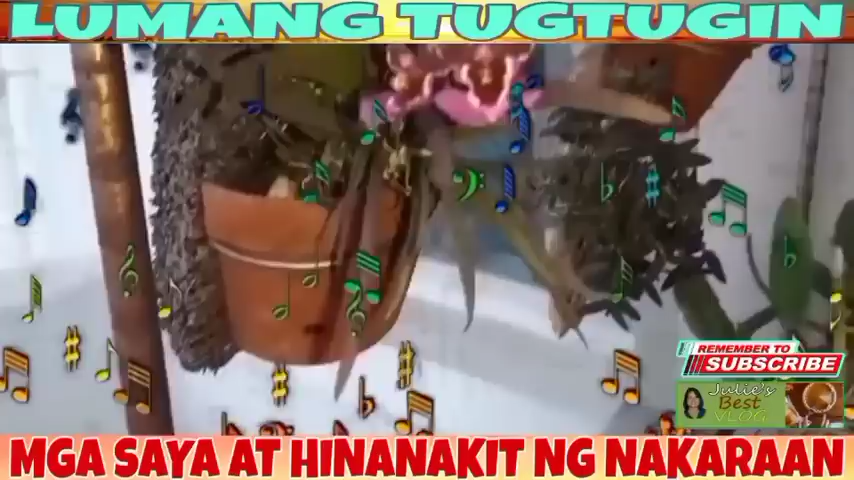 LUMANG TUGTUGIN
REMEMBER TO
SUBSCRIBE
Julie's
Best
VLOG
MGA SAYA AT HINANAKIT NG NAKARAAN